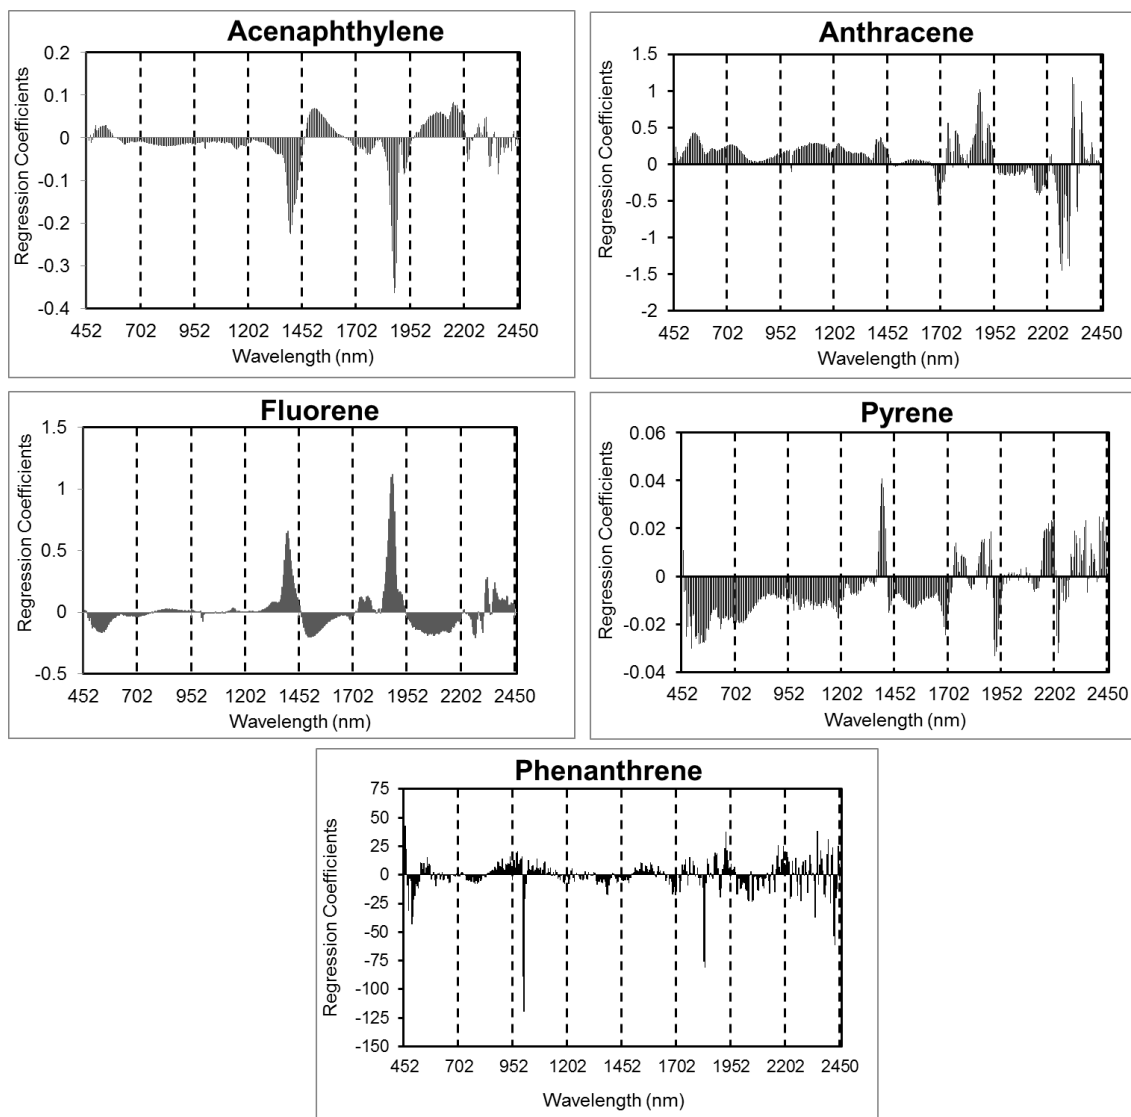 Acenaphthylene
Regression Coefficients
0.2
0.1
0
-0.1
-0.2
-0.3
-0.4
452 702 952 1202 1452 1702 1952 2202 2450
Wavelength (nm)
Anthracene
Regression Coefficients
1.5
1
0.5
0
-0.5
-1
-1.5
-2
452 702 952 1202 1452 1702 1952 2202 2450
Wavelength (nm)
Fluorene
Regression Coefficients
1.5
1
0.5
0
-0.5
452 702 952 1202 1452 1702 1952 2202 2450
Wavelength (nm)
Pyrene
Regression Coefficients
0.06
0.04
0.02
0
-0.02
-0.04
452 702 952 1202 1452 1702 1952 2202 2450
Wavelength (nm)
Phenanthrene
Regression Coefficients
75
50
25
0
-25
-50
-75
-100
-125
-150
452 702 952 1202 1452 1702 1952 2202 2450
Wavelength (nm)